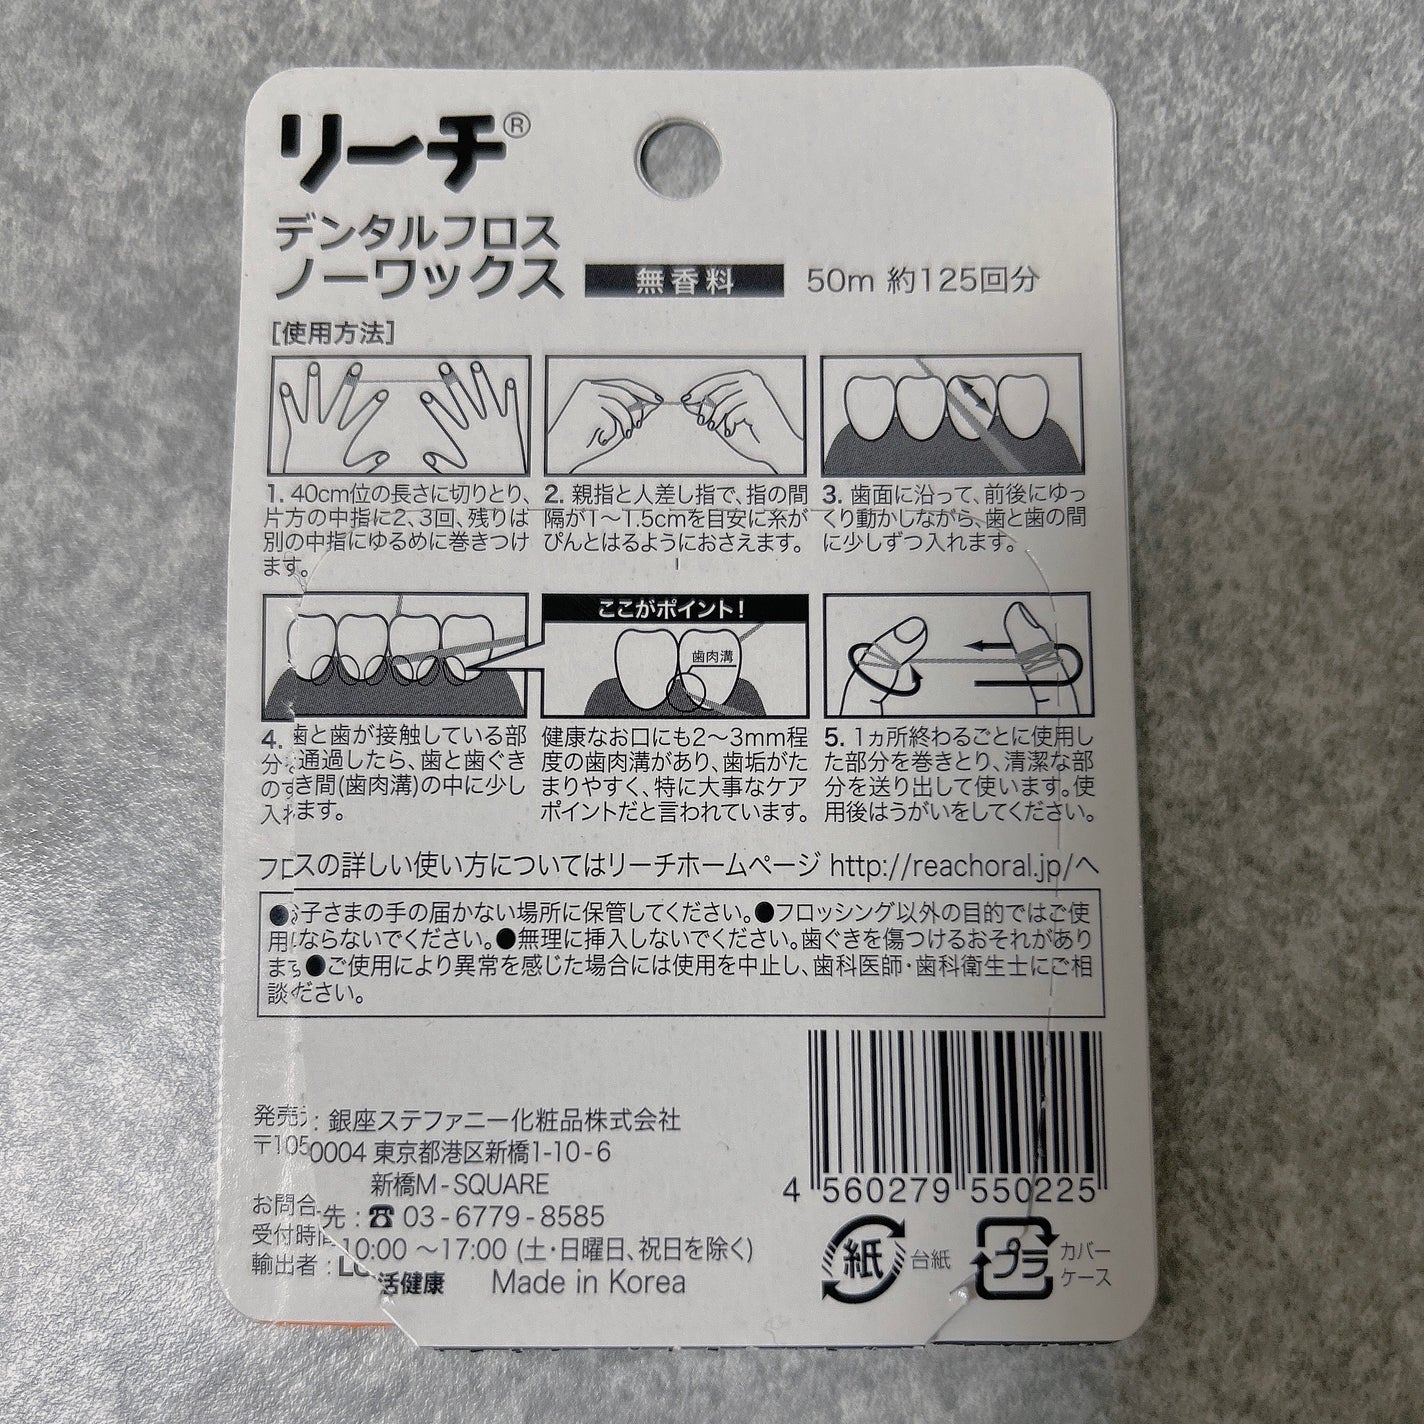 リーチ®
デンタルフロス
ノーワックス 無香料 50m 約125回分
[使用方法]
1. 40cm位の長さに切りとり、
片方の中指に2、3回、残りは
別の中指にゆるめに巻きつけ
ます。
2. 親指と人差し指で、指の間
隔が1〜1.5cmを目安に糸が
ぴんとはるようにおさえます。
3. 歯面に沿って、前後にゆっ
くり動かしながら、歯と歯の間
に少しずつ入れます。
4. 歯と歯が接触している部
分を通過したら、歯と歯ぐき
のすき間(歯肉溝)の中に少し
入れます。
ここがポイント!
歯肉溝
健康なお口にも2〜3mm程
度の歯肉溝があり、歯垢がた
まりやすく、特に大事なケア
ポイントだと言われています。
5. 1ヵ所終わるごとに使用し
た部分を巻きとり、清潔な部
分を送り出して使います。使
用後はうがいをしてください。
フロスの詳しい使い方についてはリーチホームページ http://reachoral.jp/へ
●お子さまの手の届かない場所に保管してください。●フロッシング以外の目的ではご使
用にならないでください。●無理に挿入しないでください。歯ぐきを傷つけるおそれがあり
ます。●ご使用により異常を感じた場合には使用を中止し、歯科医師・歯科衛生士にご相
談ください。
発売元:銀座ステファニー化粧品株式会社
〒105-0004 東京都港区新橋1-10-6
新橋M-SQUARE
お問合せ先:☎03-6779-8585
受付時間 10:00 〜17:00 (土・日曜日、祝日を除く)
輸出者:LG生活健康 Made in Korea
4 560279 550225
紙 台紙
プラ カバー
ケース